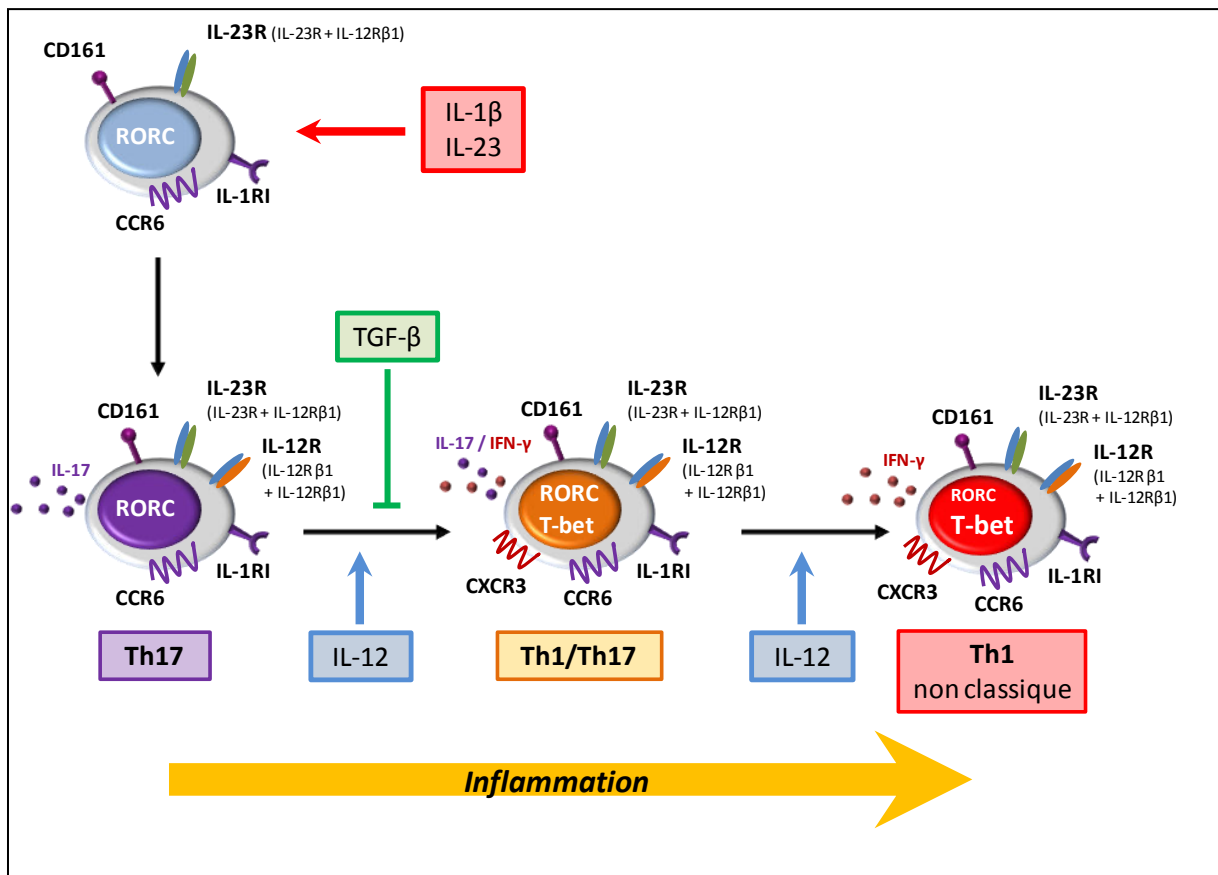 IL-23R (IL-23R + IL-12Rβ1)
CD161
RORC
IL-1β
IL-23
IL-1RI
CCR6
TGF-β
IL-23R
(IL-23R + IL-12Rβ1)
CD161
IL-12R
(IL-12R β1
+ IL-12Rβ1)
IL-17
RORC
IL-1RI
CCR6
IL-23R
(IL-23R + IL-12Rβ1)
CD161
IL-12R
(IL-12R β1
+ IL-12Rβ1)
IL-17 / IFN-γ
RORC
T-bet
IL-1RI
CXCR3
CCR6
IL-23R
(IL-23R + IL-12Rβ1)
CD161
IL-12R
(IL-12R β1
+ IL-12Rβ1)
IFN-γ
RORC
T-bet
IL-1RI
CXCR3
CCR6
Th17
IL-12
Th1/Th17
IL-12
Th1
non classique
Inflammation